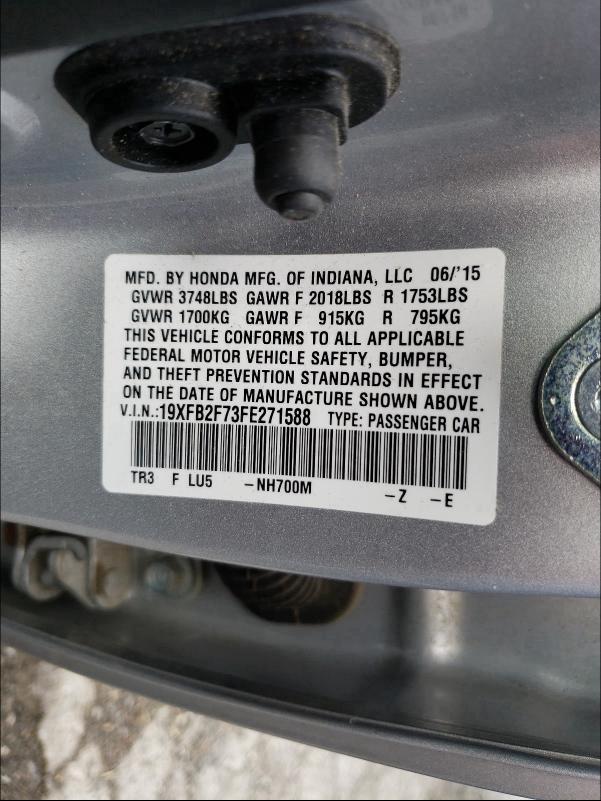 MFD. BY HONDA MFG. OF INDIANA, LLC 06/'15
GVWR 3748LBS GAWR F 2018LBS R 1753LBS
GVWR 1700KG GAWR F 915KG R 795KG
THIS VEHICLE CONFORMS TO ALL APPLICABLE
FEDERAL MOTOR VEHICLE SAFETY, BUMPER,
AND THEFT PREVENTION STANDARDS IN EFFECT
ON THE DATE OF MANUFACTURE SHOWN ABOVE.
V.I.N.:19XFB2F73FE271588 TYPE: PASSENGER CAR
TR3 F LU5 -NH700M -Z -E